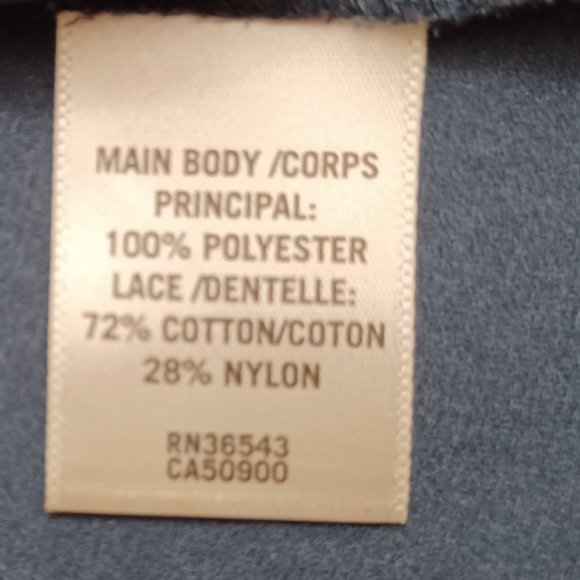 MAIN BODY /CORPS
PRINCIPAL:
100% POLYESTER
LACE /DENTELLE:
72% COTTON/COTON
28% NYLON
RN36543
CA50900